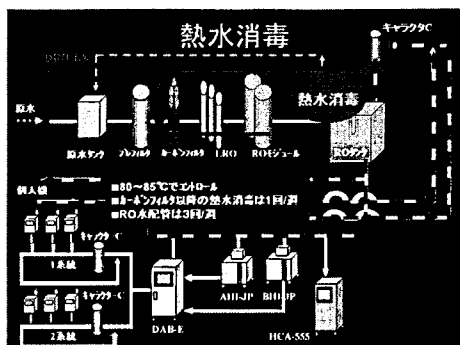 熱水消毒
キャラクタC
熱水消毒
原水
原水タンク
プレフィルタ
カーボンフィルタ
LRO
ROモジュール
ROタンク
個人機
■80～85℃でコントロール
■カーボンフィルタ以降の熱水消毒は1回/週
■RO水配管は3回/週
キャラクターC
1系統
キャラクターC
2系統
DAB-E
AHI-JP
BHI-JP
HCA-555